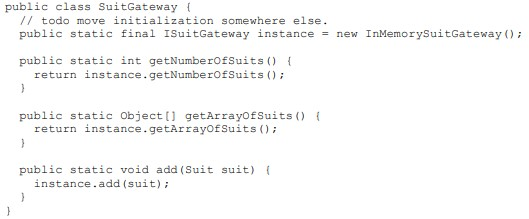 public class SuitGateway {
// todo move initialization somewhere else.
public static final ISuitGateway instance = new InMemorySuitGateway();
public static int getNumberOfSuits() {
return instance.getNumberOfSuits();
}
public static Object[] getArrayOfSuits() {
return instance.getArrayOfSuits();
}
public static void add(Suit suit) {
instance.add(suit);
}
}